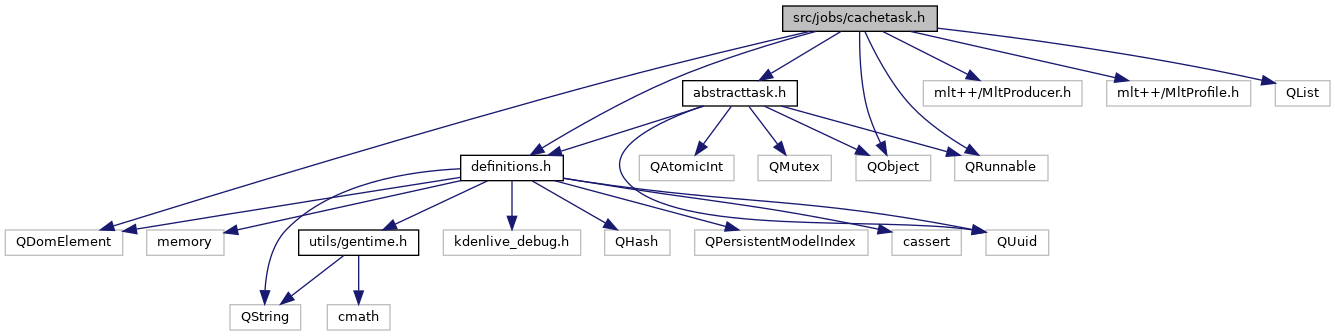 src/jobs/cachetask.h
abstracttask.h
mlt++/MltProducer.h
mlt++/MltProfile.h
QList
definitions.h
QAtomicInt
QMutex
QObject
QRunnable
QDomElement
memory
utils/gentime.h
kdenlive_debug.h
QHash
QPersistentModelIndex
cassert
QUuid
QString
cmath